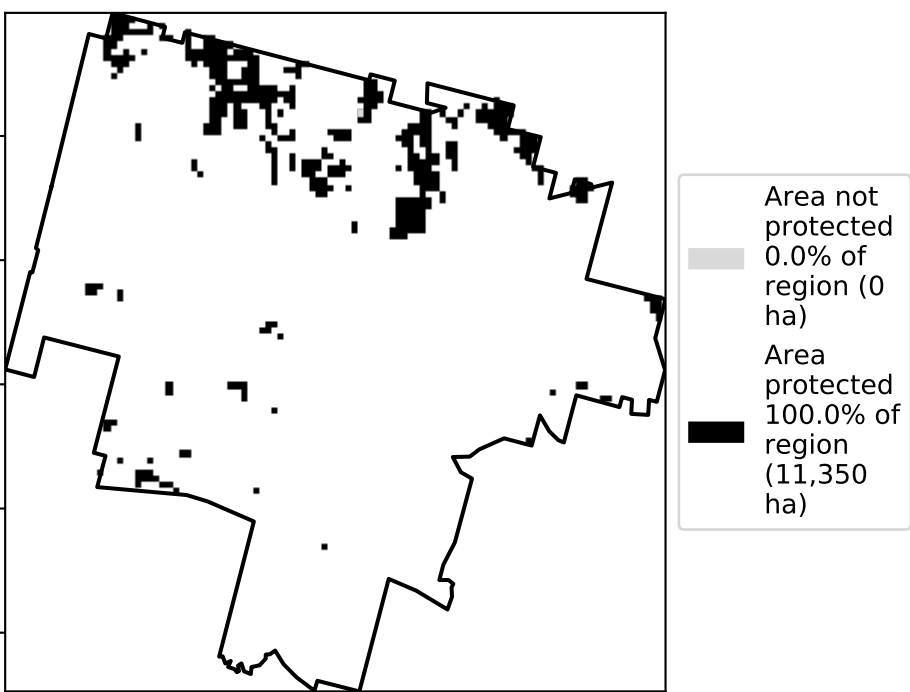 Area not
protected
0.0% of
region (0
ha)
Area
protected
100.0% of
region
(11,350
ha)